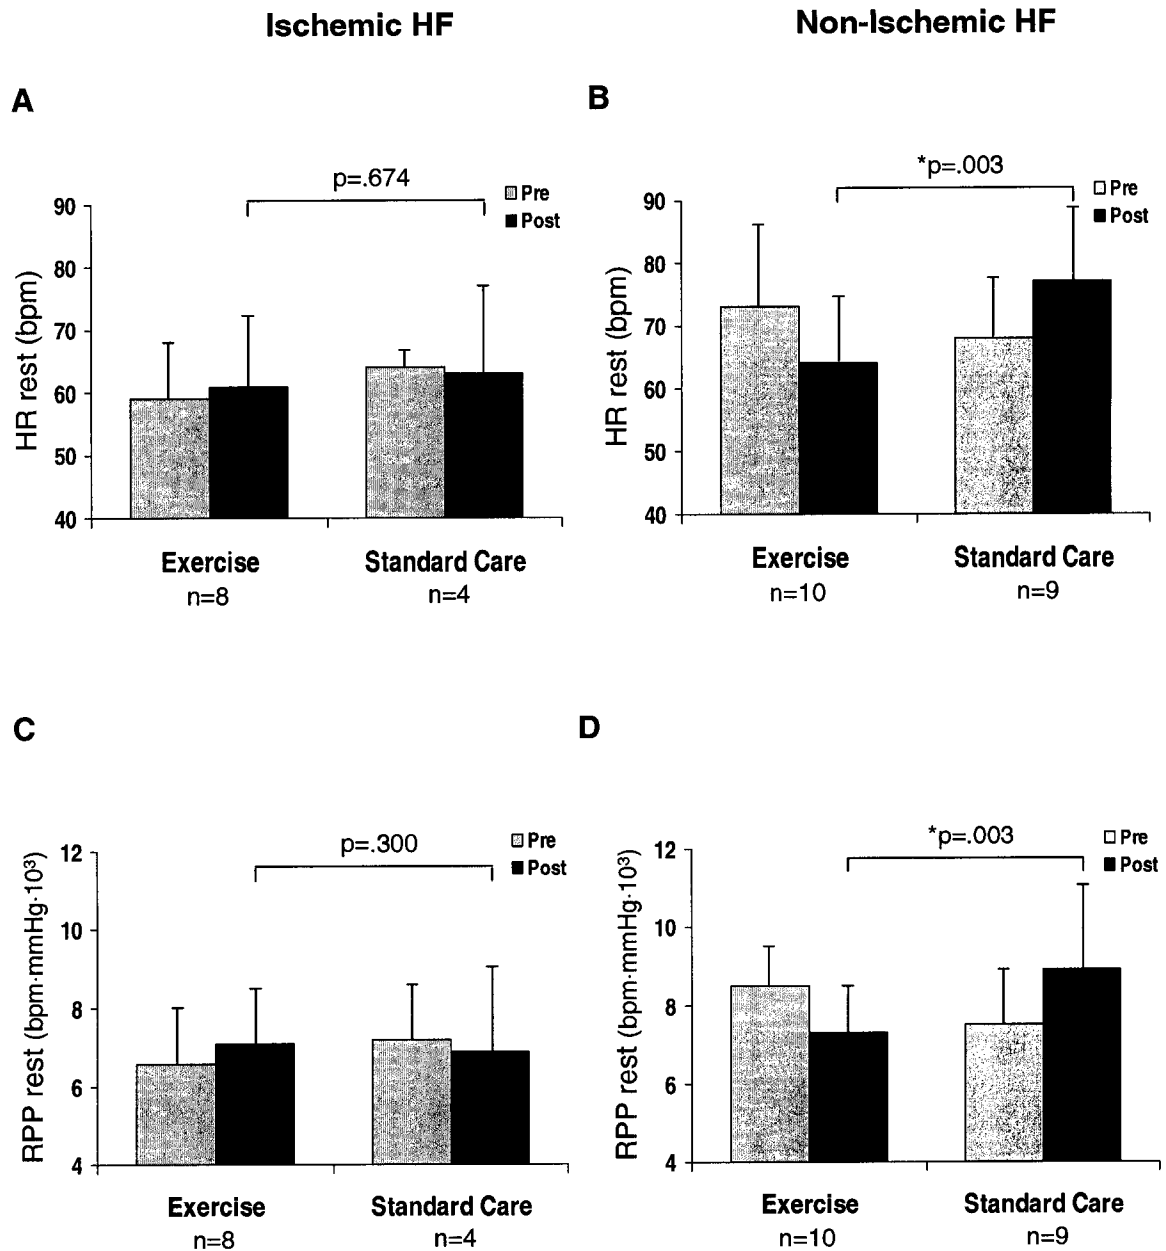 Ischemic HF
Non-Ischemic HF
A
p=.674
Pre
Post
90
80
70
60
50
40
HR rest (bpm)
Exercise
Standard Care
n=8
n=4
B
*p=.003
Pre
Post
90
80
70
60
50
40
HR rest (bpm)
Exercise
Standard Care
n=10
n=9
C
p=.300
Pre
Post
12
10
8
6
4
RPP rest (bpm·mmHg·10³)
Exercise
Standard Care
n=8
n=4
D
*p=.003
Pre
Post
12
10
8
6
4
RPP rest (bpm·mmHg·10³)
Exercise
Standard Care
n=10
n=9